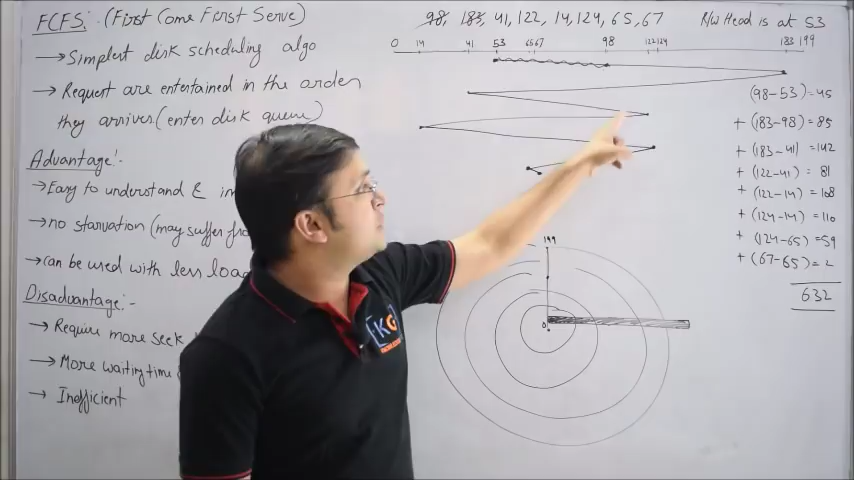 FCFS: (First Come First Serve)
→ Simplest disk scheduling algo
→ Request are entertained in the order
they arrives (enter disk queue)
Advantage:-
→ Easy to understand &
→ no starvation (may suffer
→ can be used with less load
Disadvantage:-
→ Require more seek
→ More waiting time
→ Inefficient
98, 183, 41, 122, 14, 124, 65, 67
R/W Head is at 53
0 14 41 53 65 67 98 122 124 183 199
(98-53)=45
+ (183-98)=85
+ (183-41)=142
+ (122-41)=81
+ (122-14)=108
+ (124-14)=110
+ (124-65)=59
+ (67-65)=2
632
199
0
KG